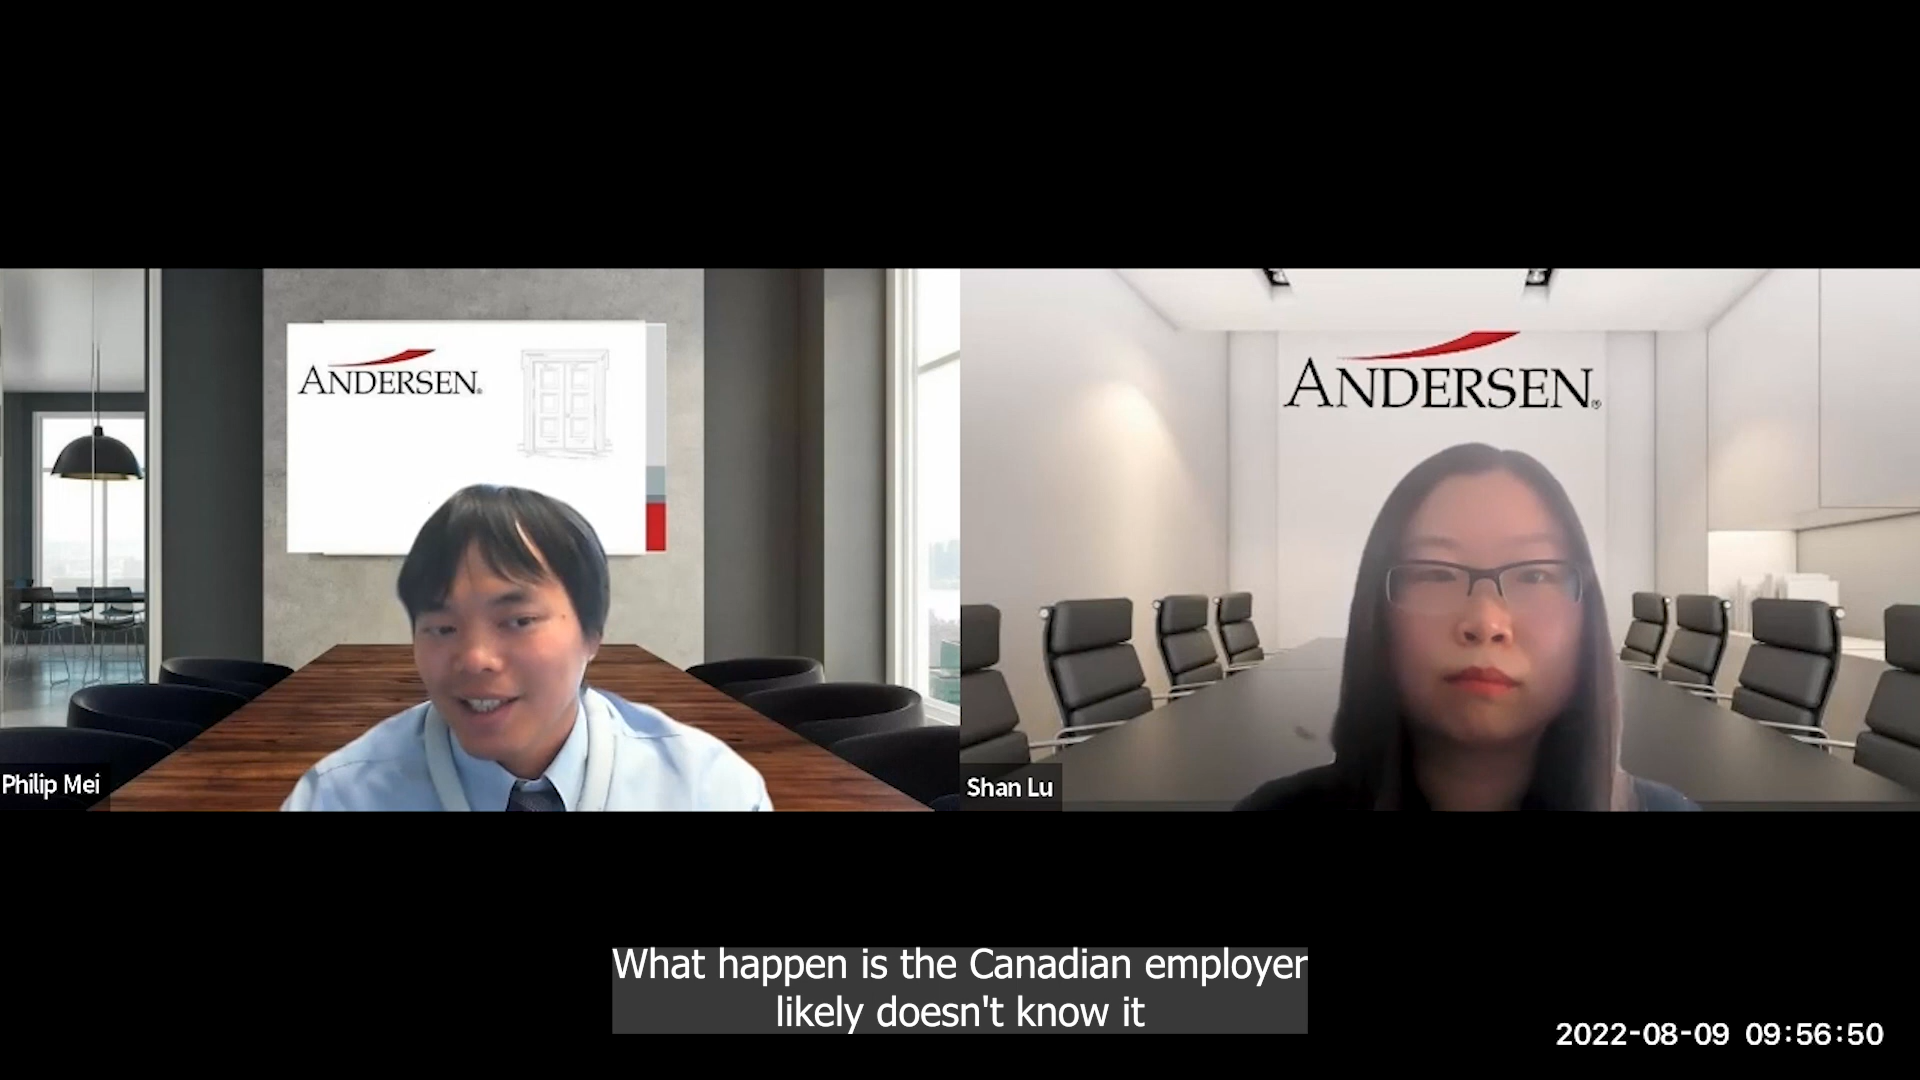 ANDERSEN®
ANDERSEN®
Philip Mei
Shan Lu
What happen is the Canadian employer
likely doesn't know it
2022-08-09 09:56:50